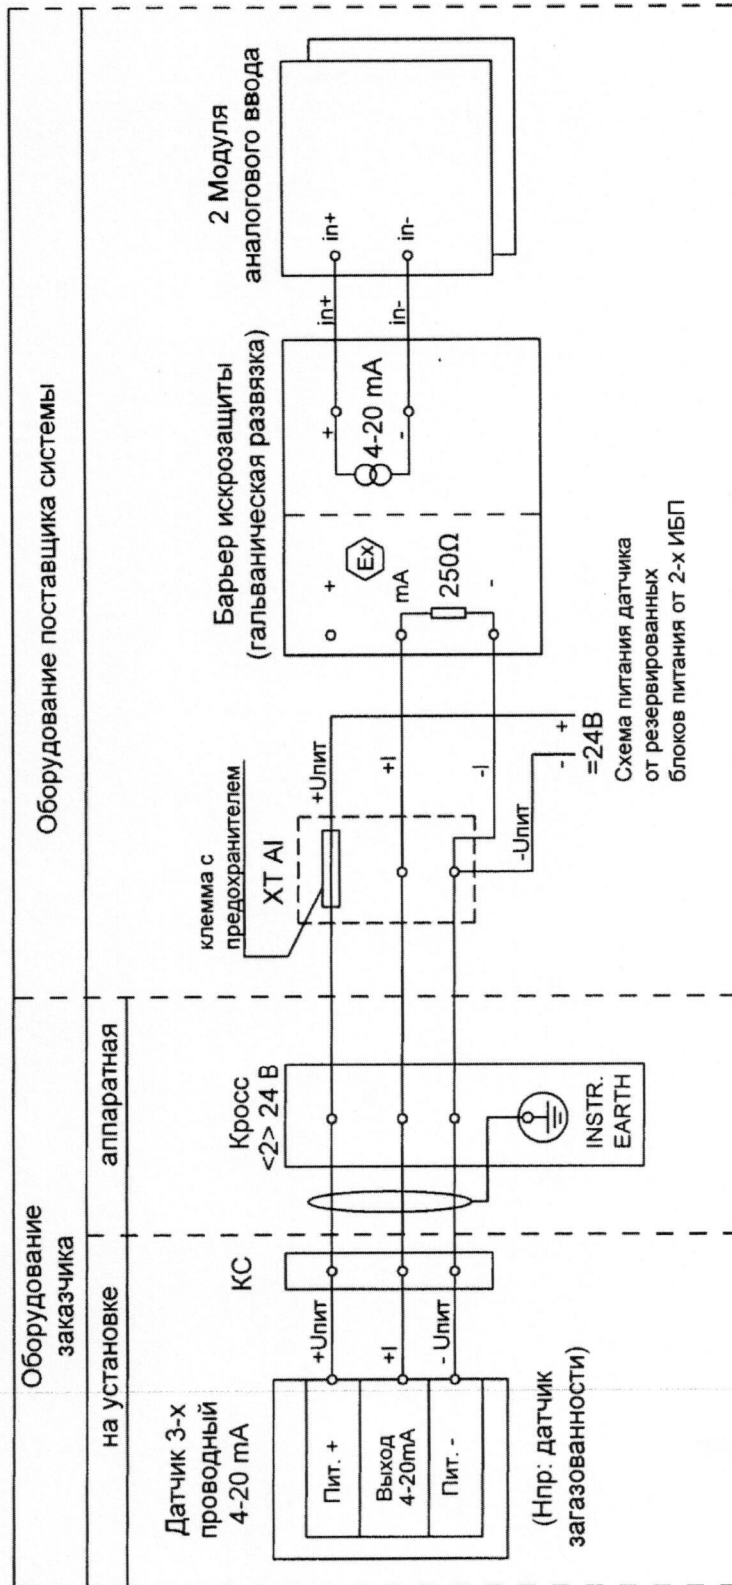 Оборудование
заказчика
Оборудование поставщика системы
на установке
аппаратная
Датчик 3-х
проводный
4-20 mA
Пит. +
Выход
4-20mA
Пит. -
(Нпр: датчик
загазованности)
+Uпит
+I
- Uпит
КС
Кросс
<2> 24 В
INSTR.
EARTH
клемма с
предохранителем
XT AI
+Uпит
+I
-I
-Uпит
- +
=24В
Схема питания датчика
от резервированных
блоков питания от 2-х ИБП
Барьер искрозащиты
(гальваническая развязка)
+
Ex
mA
250Ω
-
+
4-20 mA
-
in+
in-
2 Модуля
аналогового ввода
in+
in-